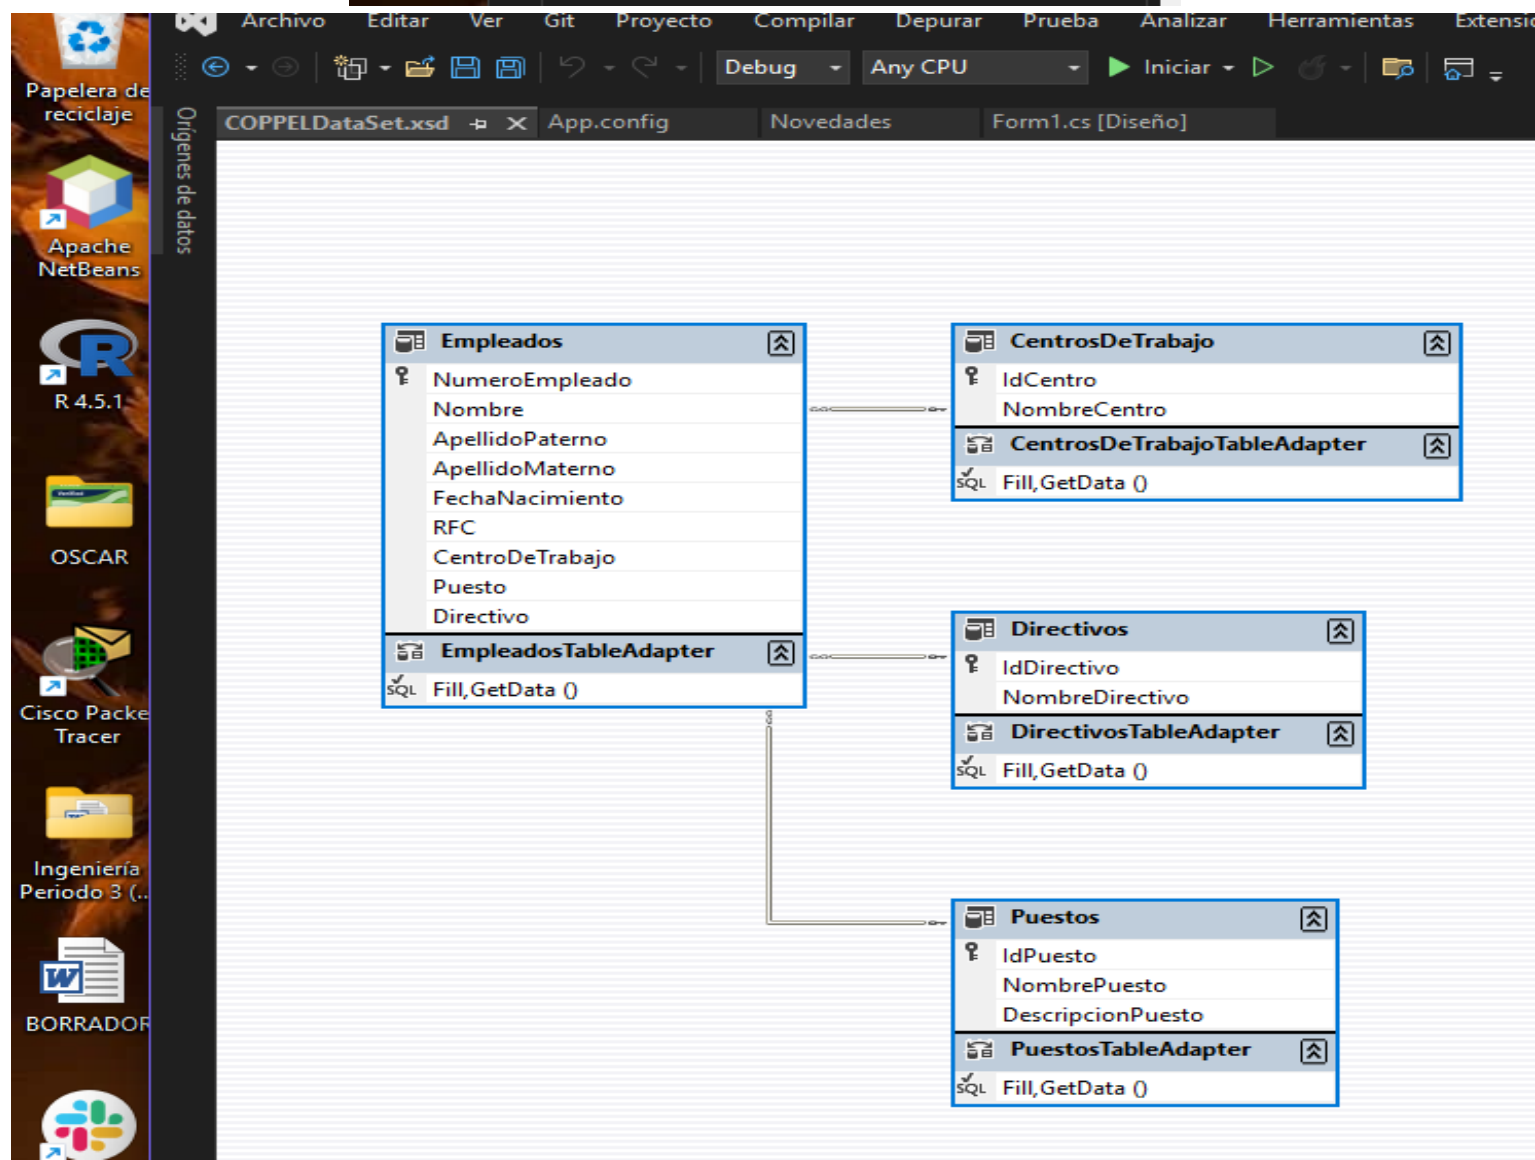 Archivo Editar Ver Git Proyecto Compilar Depurar Prueba Analizar Herramientas
Debug Any CPU Iniciar
COPPELDataSet.xsd App.config Novedades Form1.cs [Diseño]
Orígenes de datos
Papelera de
reciclaje
Apache
NetBeans
R 4.5.1
OSCAR
Cisco Packe
Tracer
Ingeniería
Periodo 3 (..
BORRADOR
Empleados
NumeroEmpleado
Nombre
ApellidoPaterno
ApellidoMaterno
FechaNacimiento
RFC
CentroDeTrabajo
Puesto
Directivo
EmpleadosTableAdapter
SQL Fill,GetData ()
CentrosDeTrabajo
IdCentro
NombreCentro
CentrosDeTrabajoTableAdapter
SQL Fill,GetData ()
Directivos
IdDirectivo
NombreDirectivo
DirectivosTableAdapter
SQL Fill,GetData ()
Puestos
IdPuesto
NombrePuesto
DescripcionPuesto
PuestosTableAdapter
SQL Fill,GetData ()